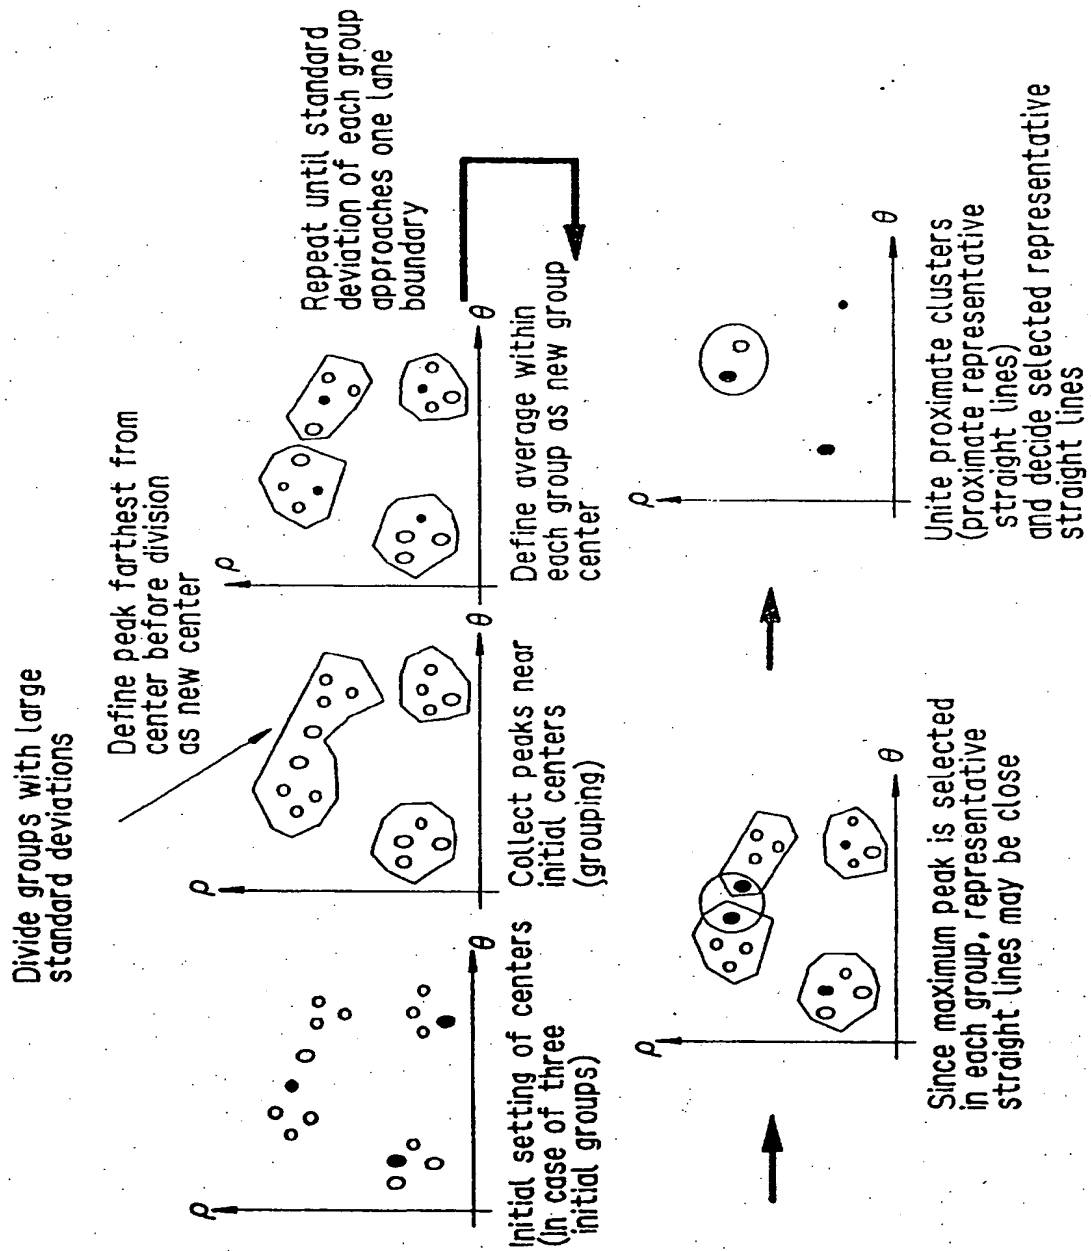 Divide groups with large
standard deviations
Define peak farthest from
center before division
as new center
Repeat until standard
deviation of each group
approaches one lane
boundary
ρ
θ
Initial setting of centers
(In case of three
initial groups)
ρ
θ
Collect peaks near
initial centers
(grouping)
ρ
θ
Define average within
each group as new group
center
ρ
θ
Since maximum peak is selected
in each group, representative
straight lines may be close
ρ
θ
Unite proximate clusters
(proximate representative
straight lines)
and decide selected representative
straight lines